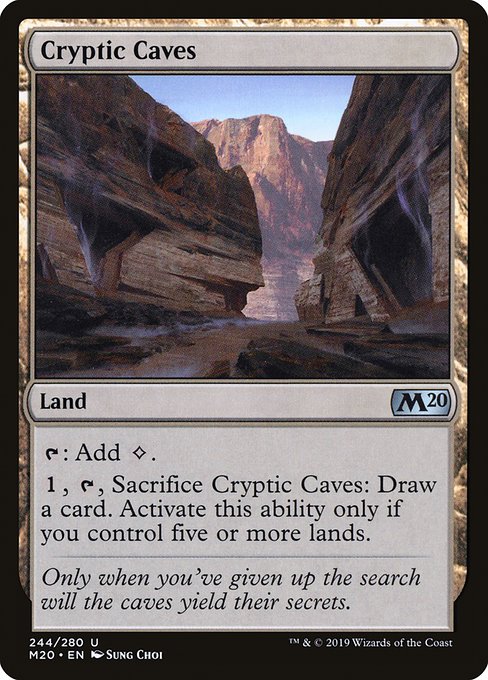 Cryptic Caves
Land
M20
: Add .
1, , Sacrifice Cryptic Caves: Draw
a card. Activate this ability only if
you control five or more lands.
Only when you've given up the search
will the caves yield their secrets.
244/280 U
M20 • EN Sung Choi
™ & © 2019 Wizards of the Coast